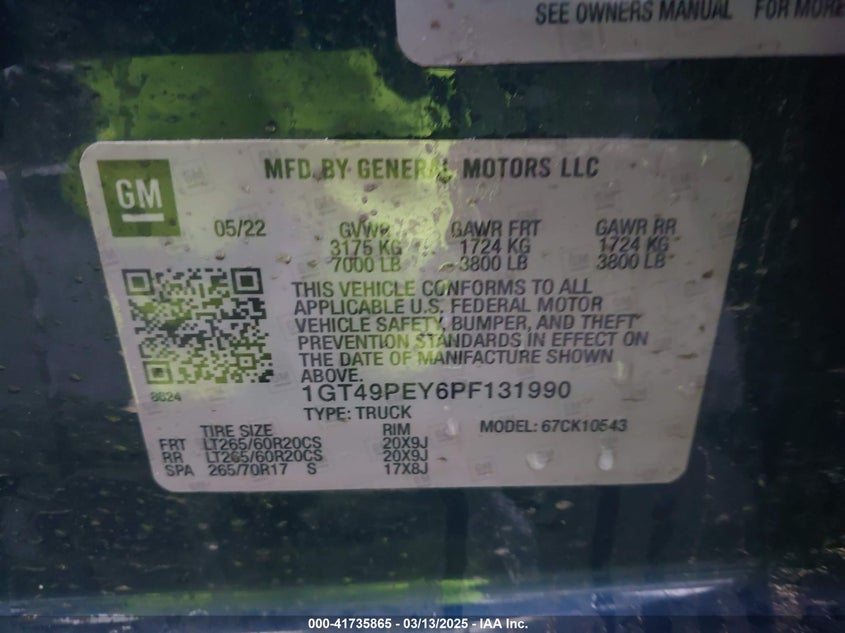 SEE OWNERS MANUAL FOR MORE
GM
MFD BY GENERAL MOTORS LLC
05/22 GVWR GAWR FRT GAWR RR
3175 KG 1724 KG 1724 KG
7000 LB 3800 LB 3800 LB
THIS VEHICLE CONFORMS TO ALL
APPLICABLE U.S. FEDERAL MOTOR
VEHICLE SAFETY, BUMPER, AND THEFT
PREVENTION STANDARDS IN EFFECT ON
THE DATE OF MANIFACTURE SHOWN
ABOVE.
8624
1GT49PEY6PF131990
TYPE: TRUCK
TIRE SIZE RIM MODEL: 67CK10543
FRT LT265/60R20CS 20X9J
RR LT265/60R20CS 20X9J
SPA 265/70R17 S 17X8J
000-41735865 - 03/13/2025 - IAA Inc.